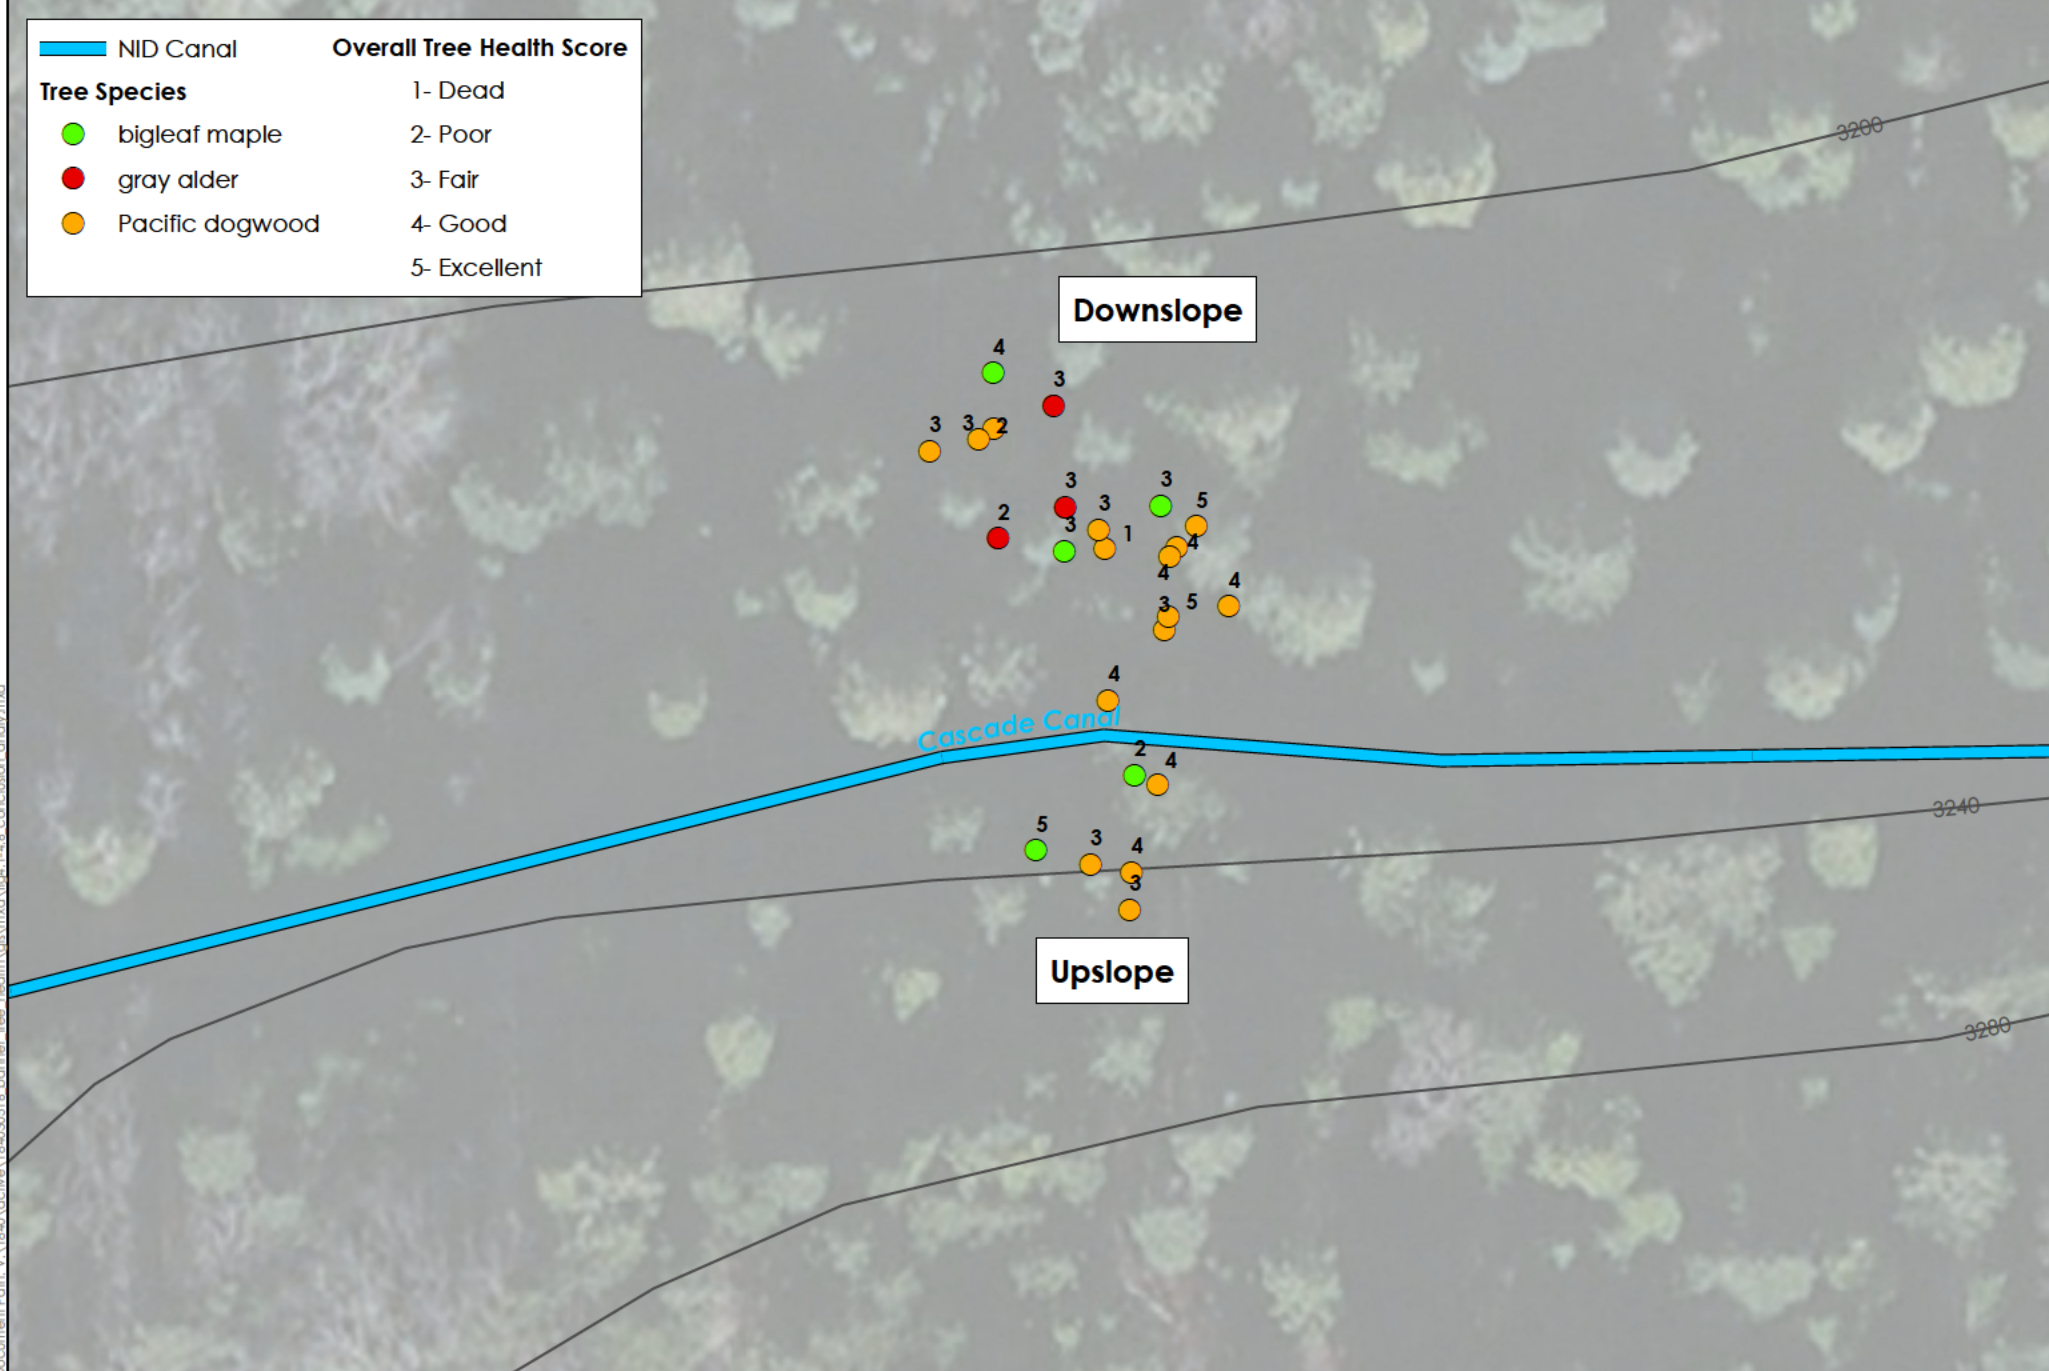 NID Canal
Tree Species
bigleaf maple
gray alder
Pacific dogwood
Overall Tree Health Score
1- Dead
2- Poor
3- Fair
4- Good
5- Excellent
3200
Downslope
4
3
3 3 2
3 3 5
2 3 3 1
4
4
4
3 5
4
Cascade Canal
2 4
3240
5 3 4
3
Upslope
3280